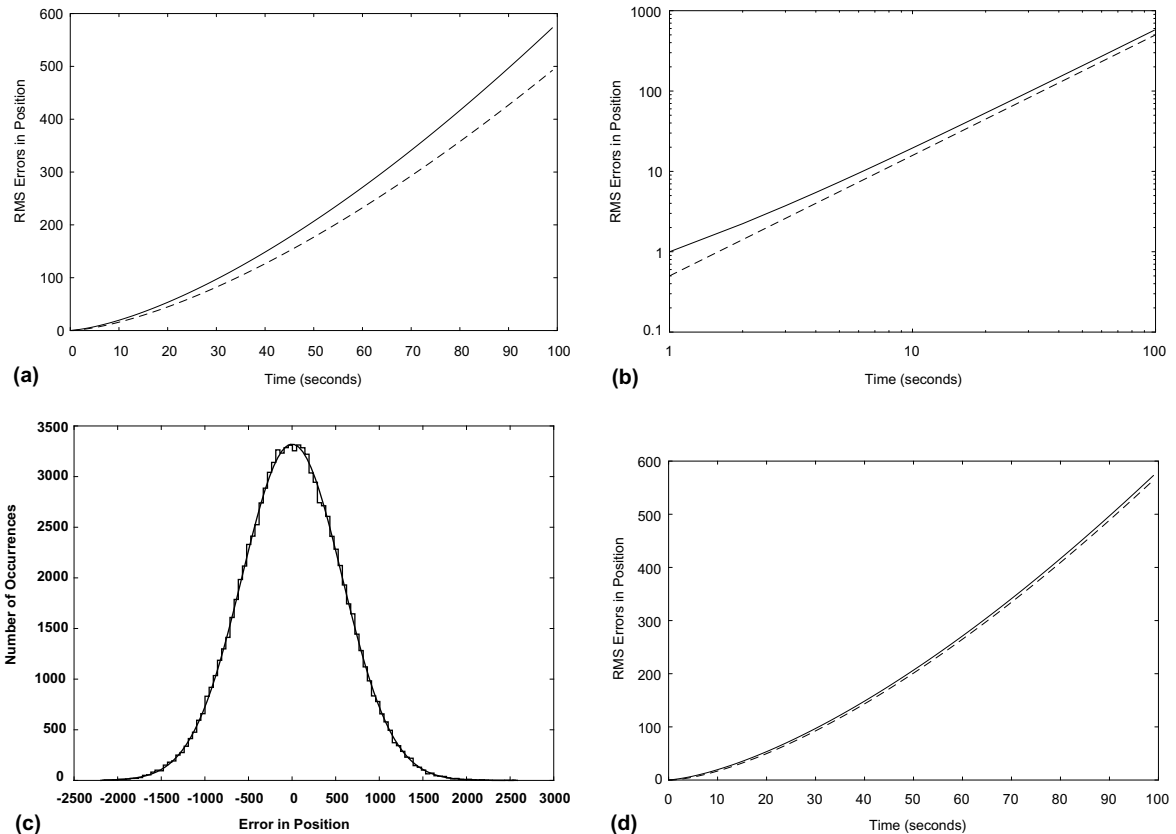 600
500
400
300
200
100
0
RMS Errors in Position
0 10 20 30 40 50 60 70 80 90 100
Time (seconds)
(a)
1000
100
10
1
0.1
RMS Errors in Position
1 10 100
Time (seconds)
(b)
3500
3000
2500
2000
1500
1000
500
0
Number of Occurrences
-2500 -2000 -1500 -1000 -500 0 500 1000 1500 2000 2500 3000
Error in Position
(c)
600
500
400
300
200
100
0
RMS Errors in Position
0 10 20 30 40 50 60 70 80 90 100
Time (seconds)
(d)